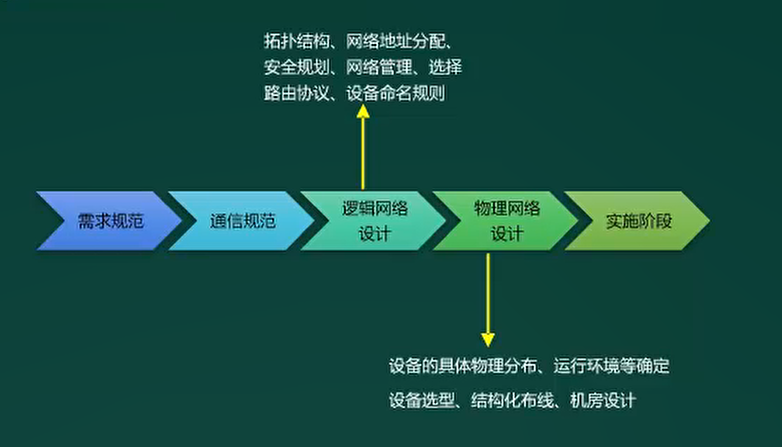 拓扑结构、网络地址分配、
安全规划、网络管理、选择
路由协议、设备命名规则
需求规范
通信规范
逻辑网络
设计
物理网络
设计
实施阶段
设备的具体物理分布、运行环境等确定
设备选型、结构化布线、机房设计